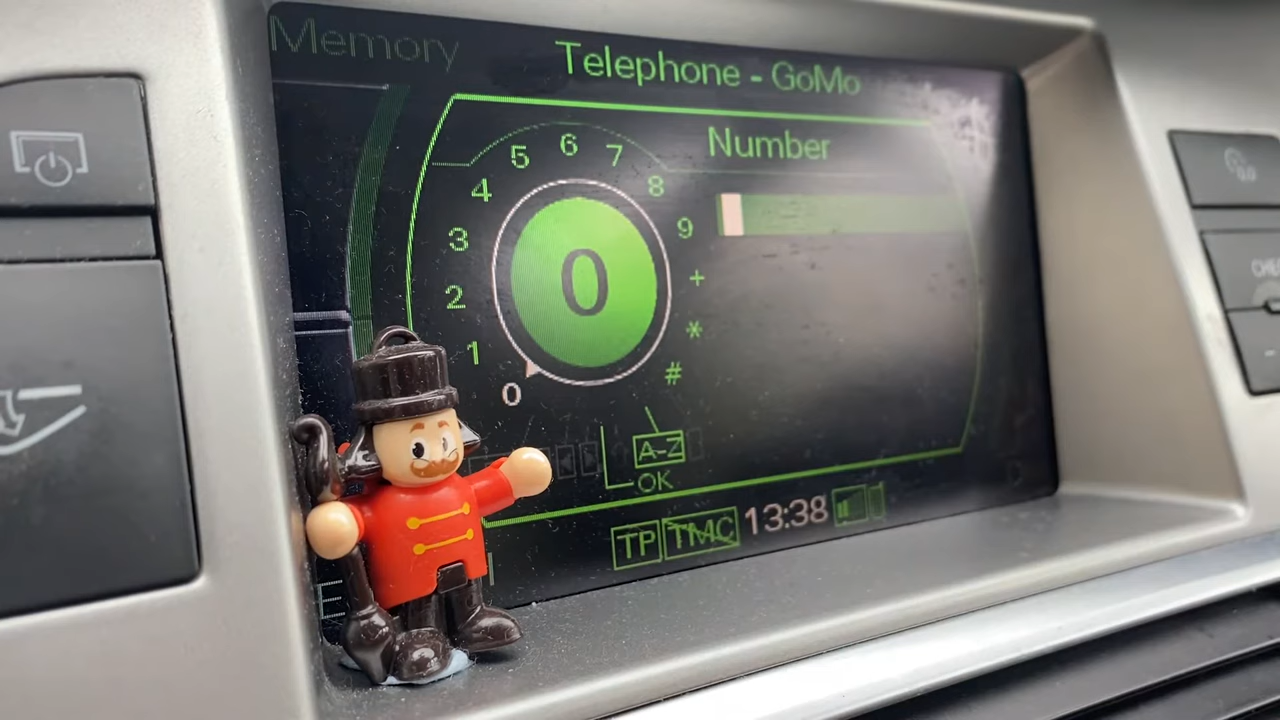 Memory
Telephone - GoMo
Number
5 6 7
4 8
3 9
0
2 +
1 *
0 #
A-Z
OK
TP TMC 13:38